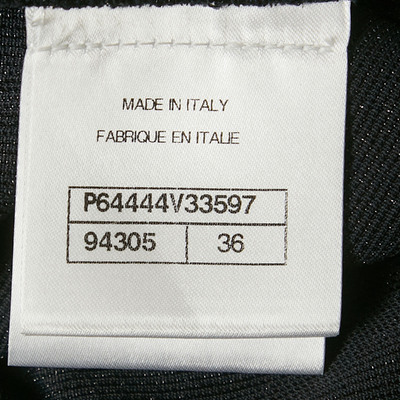 MADE IN ITALY
FABRIQUE EN ITALIE
P64444V33597
94305 36